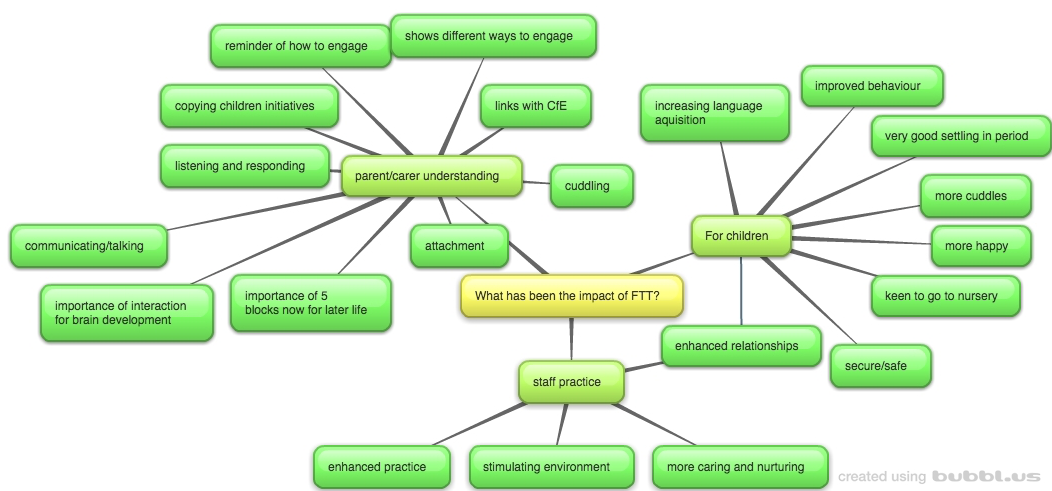 reminder of how to engage
shows different ways to engage
copying children initiatives
links with CfE
listening and responding
parent/carer understanding
cuddling
communicating/talking
attachment
importance of interaction
for brain development
importance of 5
blocks now for later life
What has been the impact of FTT?
increasing language
aquisition
improved behaviour
very good settling in period
more cuddles
For children
more happy
keen to go to nursery
enhanced relationships
secure/safe
staff practice
enhanced practice
stimulating environment
more caring and nurturing
created using bubbl.us